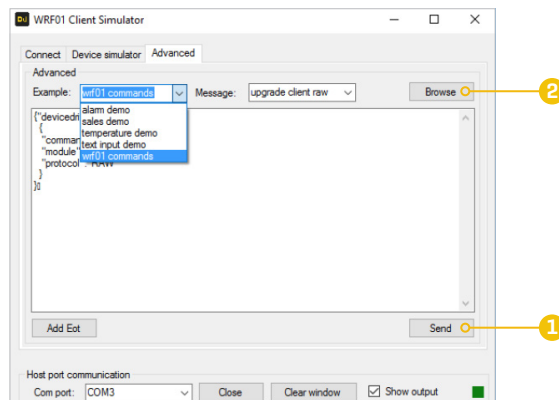 DU WRF01 Client Simulator
Connect Device simulator Advanced
Advanced
Example: wrf01 commands Message: upgrade client raw Browse 2
{"devicedri
alarm demo
sales demo
{
temperature demo
"comman
text input demo
"module"
wrf01 commands
"protocol": "RAW"
}
}
Add Eot Send 1
Host port communication
Com port: COM3 Close Clear window Show output